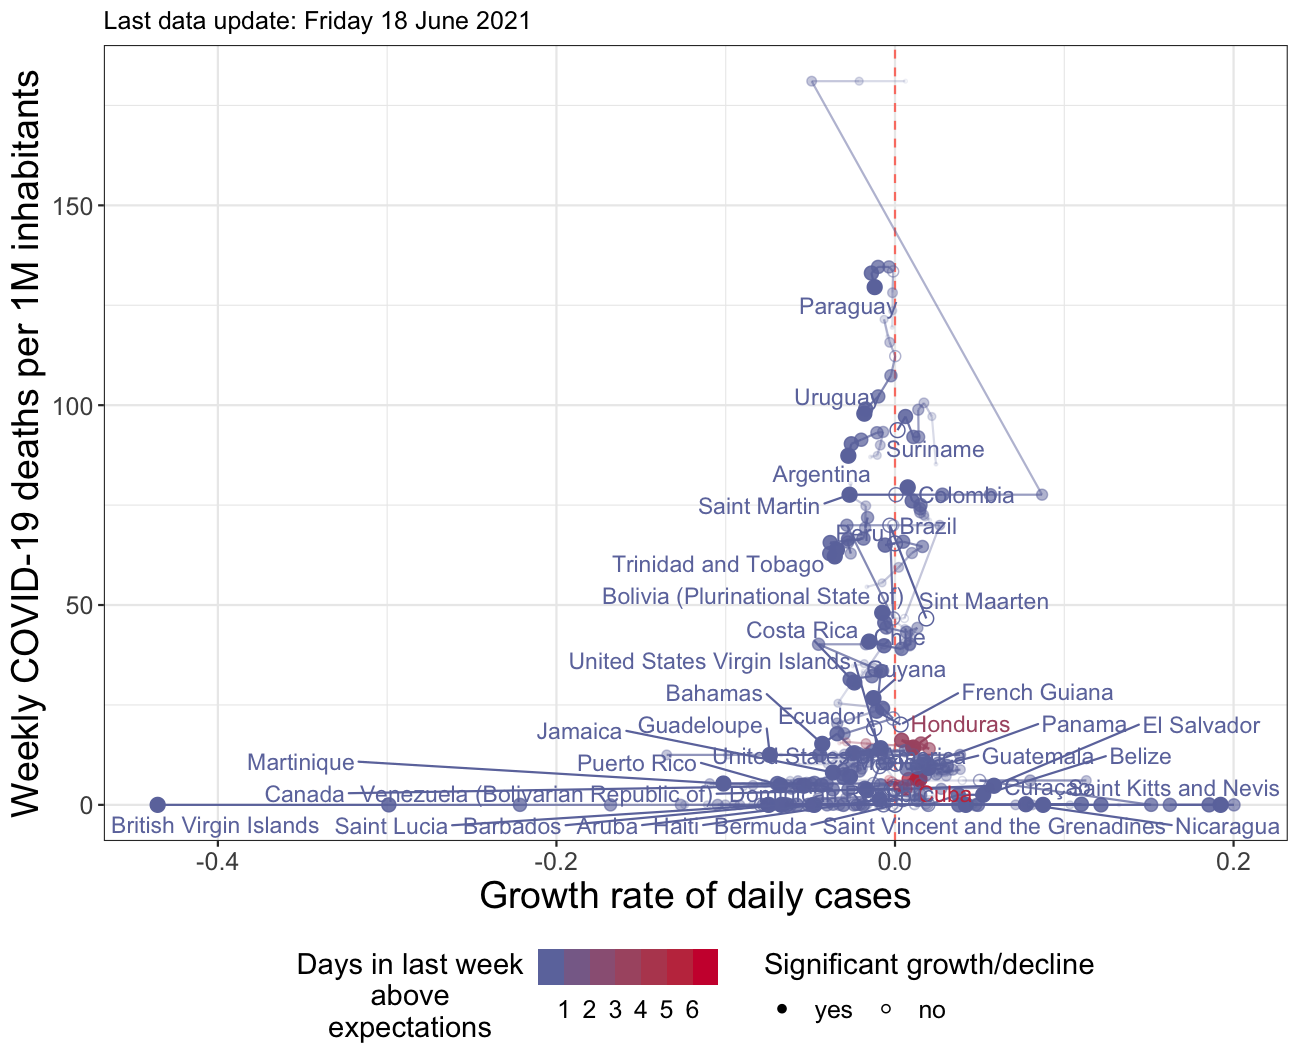 Last data update: Friday 18 June 2021
Weekly COVID-19 deaths per 1M inhabitants
150
100
50
0
Paraguay
Uruguay
Suriname
Argentina
Saint Martin
Colombia
Peru
Brazil
Trinidad and Tobago
Bolivia (Plurinational State of)
Sint Maarten
Costa Rica
Chile
United States Virgin Islands
Guyana
Bahamas
French Guiana
Ecuador
Jamaica
Guadeloupe
Honduras
Panama
El Salvador
Martinique
Puerto Rico
United States
Guatemala
Belize
Canada
Venezuela (Bolivarian Republic of)
Cuba
Curaçao
Saint Kitts and Nevis
British Virgin Islands
Saint Lucia
Barbados
Aruba
Haiti
Bermuda
Saint Vincent and the Grenadines
Nicaragua
-0.4
-0.2
0.0
0.2
Growth rate of daily cases
Days in last week
above
expectations
1 2 3 4 5 6
Significant growth/decline
yes
no